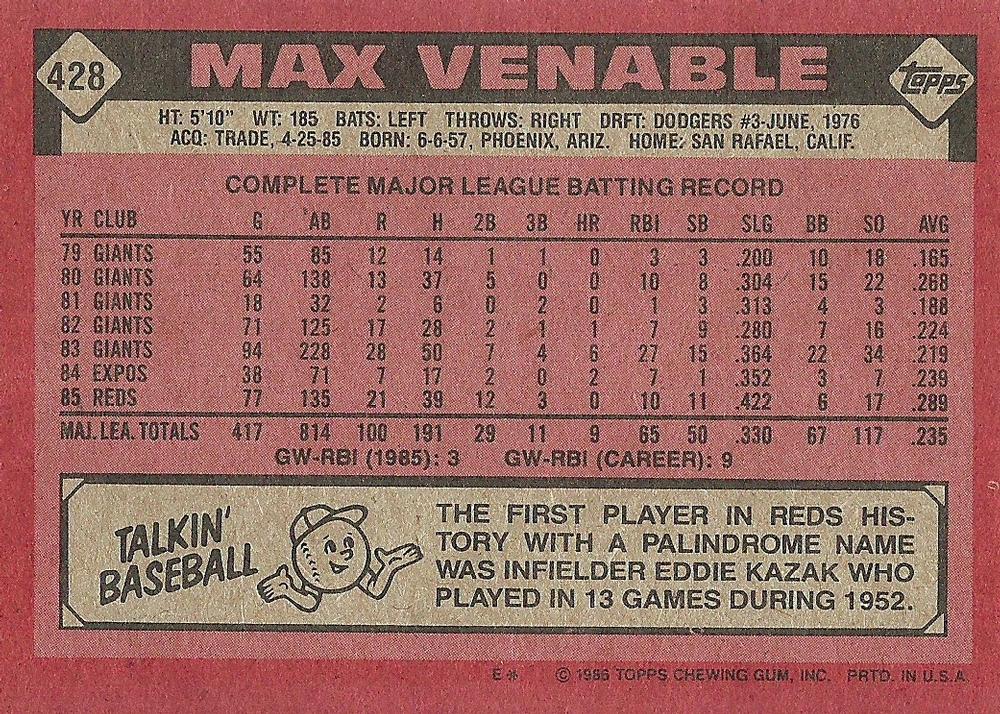 428 MAX VENABLE TOPPS
HT: 5'10" WT: 185 BATS: LEFT THROWS: RIGHT DRFT: DODGERS #3-JUNE, 1976
ACQ: TRADE, 4-25-85 BORN: 6-6-57, PHOENIX, ARIZ. HOME: SAN RAFAEL, CALIF.
COMPLETE MAJOR LEAGUE BATTING RECORD
YR CLUB G AB R H 2B 3B HR RBI SB SLG BB SO AVG
79 GIANTS 55 85 12 14 1 1 0 3 3 .200 10 18 .165
80 GIANTS 64 138 13 37 5 0 0 10 8 .304 15 22 .268
81 GIANTS 18 32 2 6 0 2 0 1 3 .313 4 3 .188
82 GIANTS 71 125 17 28 2 1 1 7 9 .280 7 16 .224
83 GIANTS 94 228 28 50 7 4 6 27 15 .364 22 34 .219
84 EXPOS 38 71 7 17 2 0 2 7 1 .352 3 7 .239
85 REDS 77 135 21 39 12 3 0 10 11 .422 6 17 .289
MAJ. LEA. TOTALS 417 814 100 191 29 11 9 65 50 .330 67 117 .235
GW-RBI (1985): 3 GW-RBI (CAREER): 9
TALKIN'
BASEBALL
THE FIRST PLAYER IN REDS HIS-
TORY WITH A PALINDROME NAME
WAS INFIELDER EDDIE KAZAK WHO
PLAYED IN 13 GAMES DURING 1952.
E* © 1986 TOPPS CHEWING GUM, INC. PRTD. IN U.S.A.